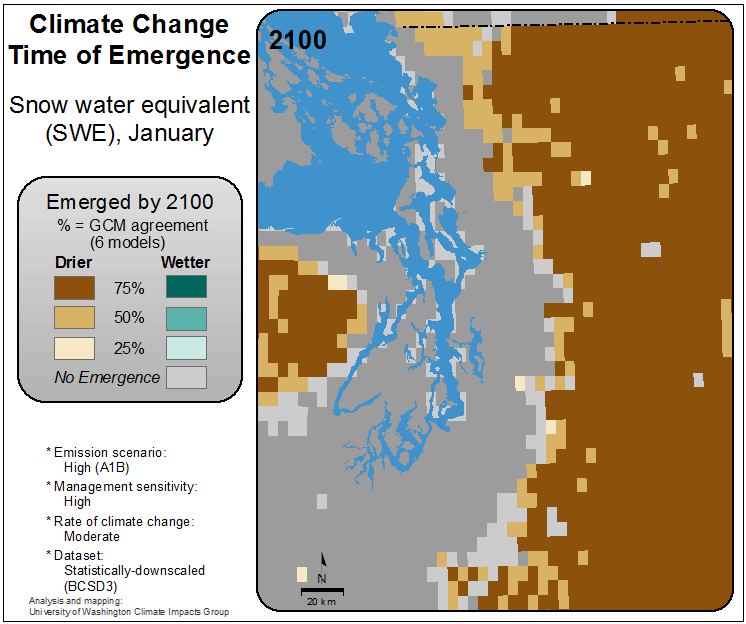 Climate Change
Time of Emergence
Snow water equivalent
(SWE), January
Emerged by 2100
% = GCM agreement
(6 models)
Drier Wetter
75%
50%
25%
No Emergence
* Emission scenario:
High (A1B)
* Management sensitivity:
High
* Rate of climate change:
Moderate
* Dataset:
Statistically-downscaled
(BCSD3)
Analysis and mapping:
University of Washington Climate Impacts Group
2100
N
20 km